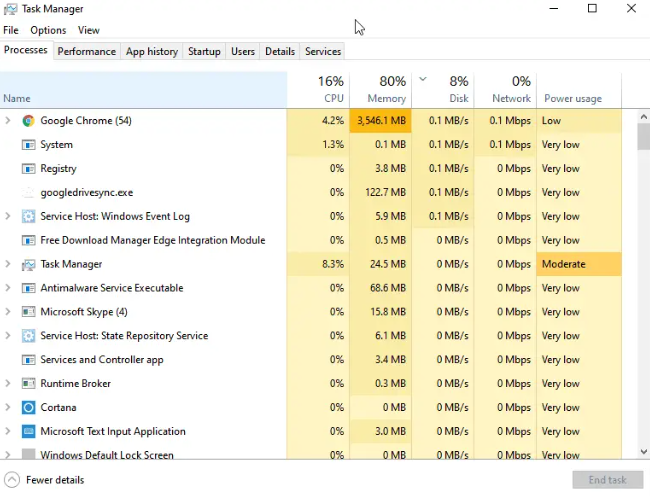 Task Manager
File Options View
Processes Performance App history Startup Users Details Services
16% 80% 8% 0%
Name CPU Memory Disk Network Power usage
Google Chrome (54) 4.2% 3,546.1 MB 0.1 MB/s 0.1 Mbps Low
System 1.3% 0.1 MB 0.1 MB/s 0.1 Mbps Very low
Registry 0% 3.8 MB 0.1 MB/s 0 Mbps Very low
googledrivesync.exe 0% 122.7 MB 0.1 MB/s 0 Mbps Very low
Service Host: Windows Event Log 0% 5.9 MB 0.1 MB/s 0 Mbps Very low
Free Download Manager Edge Integration Module 0% 0.5 MB 0 MB/s 0 Mbps Very low
Task Manager 8.3% 24.5 MB 0 MB/s 0 Mbps Moderate
Antimalware Service Executable 0% 68.6 MB 0 MB/s 0 Mbps Very low
Microsoft Skype (4) 0% 15.8 MB 0 MB/s 0 Mbps Very low
Service Host: State Repository Service 0% 6.1 MB 0 MB/s 0 Mbps Very low
Services and Controller app 0% 3.4 MB 0 MB/s 0 Mbps Very low
Runtime Broker 0% 0.3 MB 0 MB/s 0 Mbps Very low
Cortana 0% 0 MB 0 MB/s 0 Mbps Very low
Microsoft Text Input Application 0% 3.0 MB 0 MB/s 0 Mbps Very low
Windows Default Lock Screen 0% 0 MB 0 MB/s 0 Mbps Very low
Fewer details End task